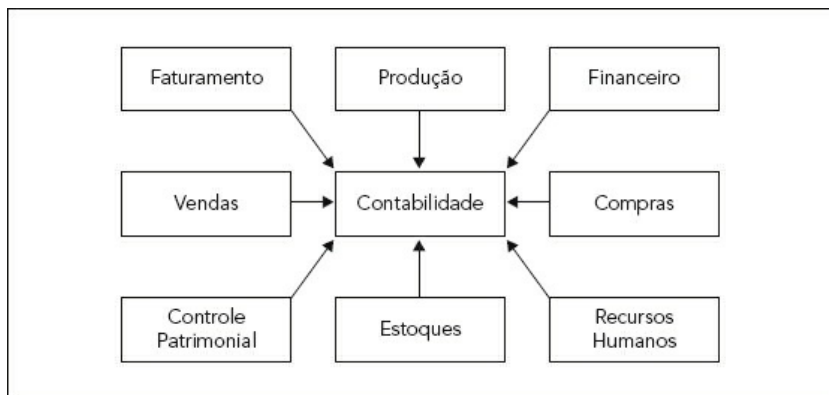 Faturamento
Produção
Financeiro
Vendas
Contabilidade
Compras
Controle
Patrimonial
Estoques
Recursos
Humanos